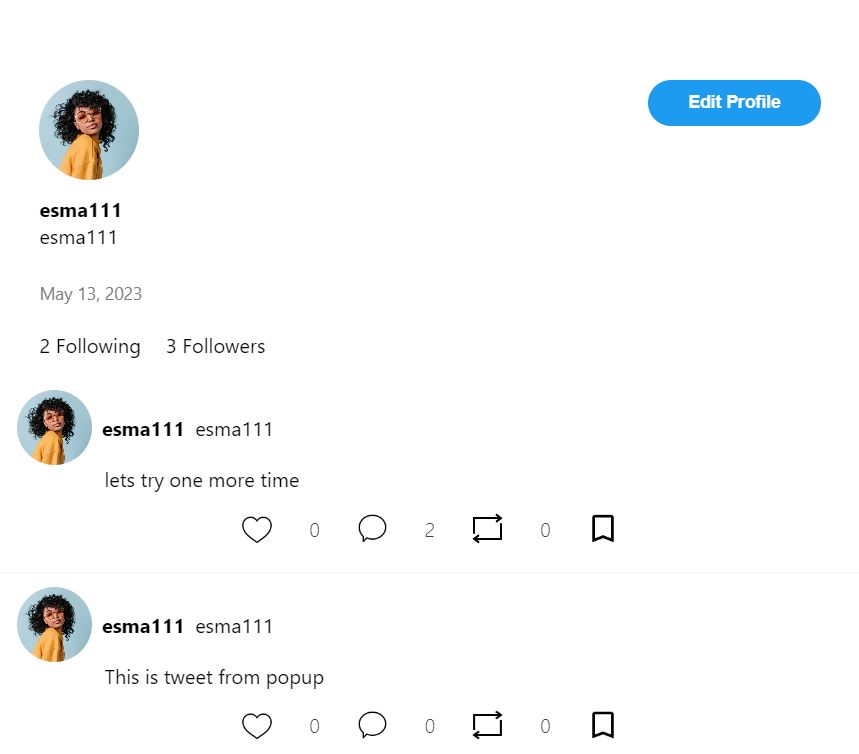 Edit Profile
esma111
esma111
May 13, 2023
2 Following 3 Followers
esma111 esma111
lets try one more time
0 2 0
esma111 esma111
This is tweet from popup
0 0 0